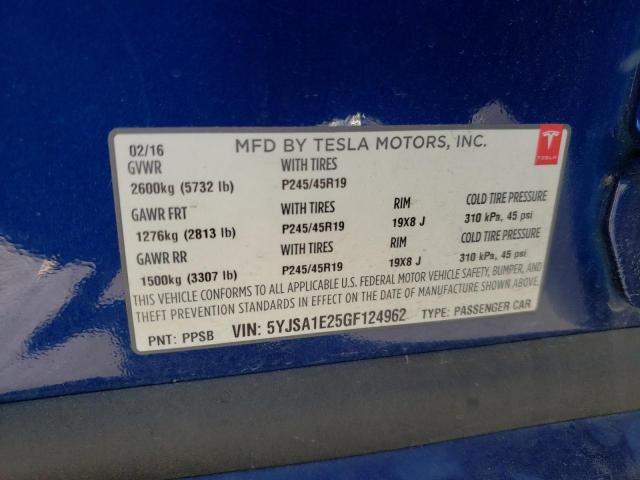 02/16 MFD BY TESLA MOTORS, INC.
TESLA
GVWR WITH TIRES
2600kg (5732 lb) P245/45R19
GAWR FRT WITH TIRES RIM COLD TIRE PRESSURE
1276kg (2813 lb) P245/45R19 19X8 J 310 kPa, 45 psi
GAWR RR WITH TIRES RIM COLD TIRE PRESSURE
1500kg (3307 lb) P245/45R19 19X8 J 310 kPa, 45 psi
THIS VEHICLE CONFORMS TO ALL APPLICABLE U.S. FEDERAL MOTOR VEHICLE SAFETY, BUMPER, AND
THEFT PREVENTION STANDARDS IN EFFECT ON THE DATE OF MANUFACTURE SHOWN ABOVE.
PNT: PPSB VIN: 5YJSA1E25GF124962 TYPE: PASSENGER CAR